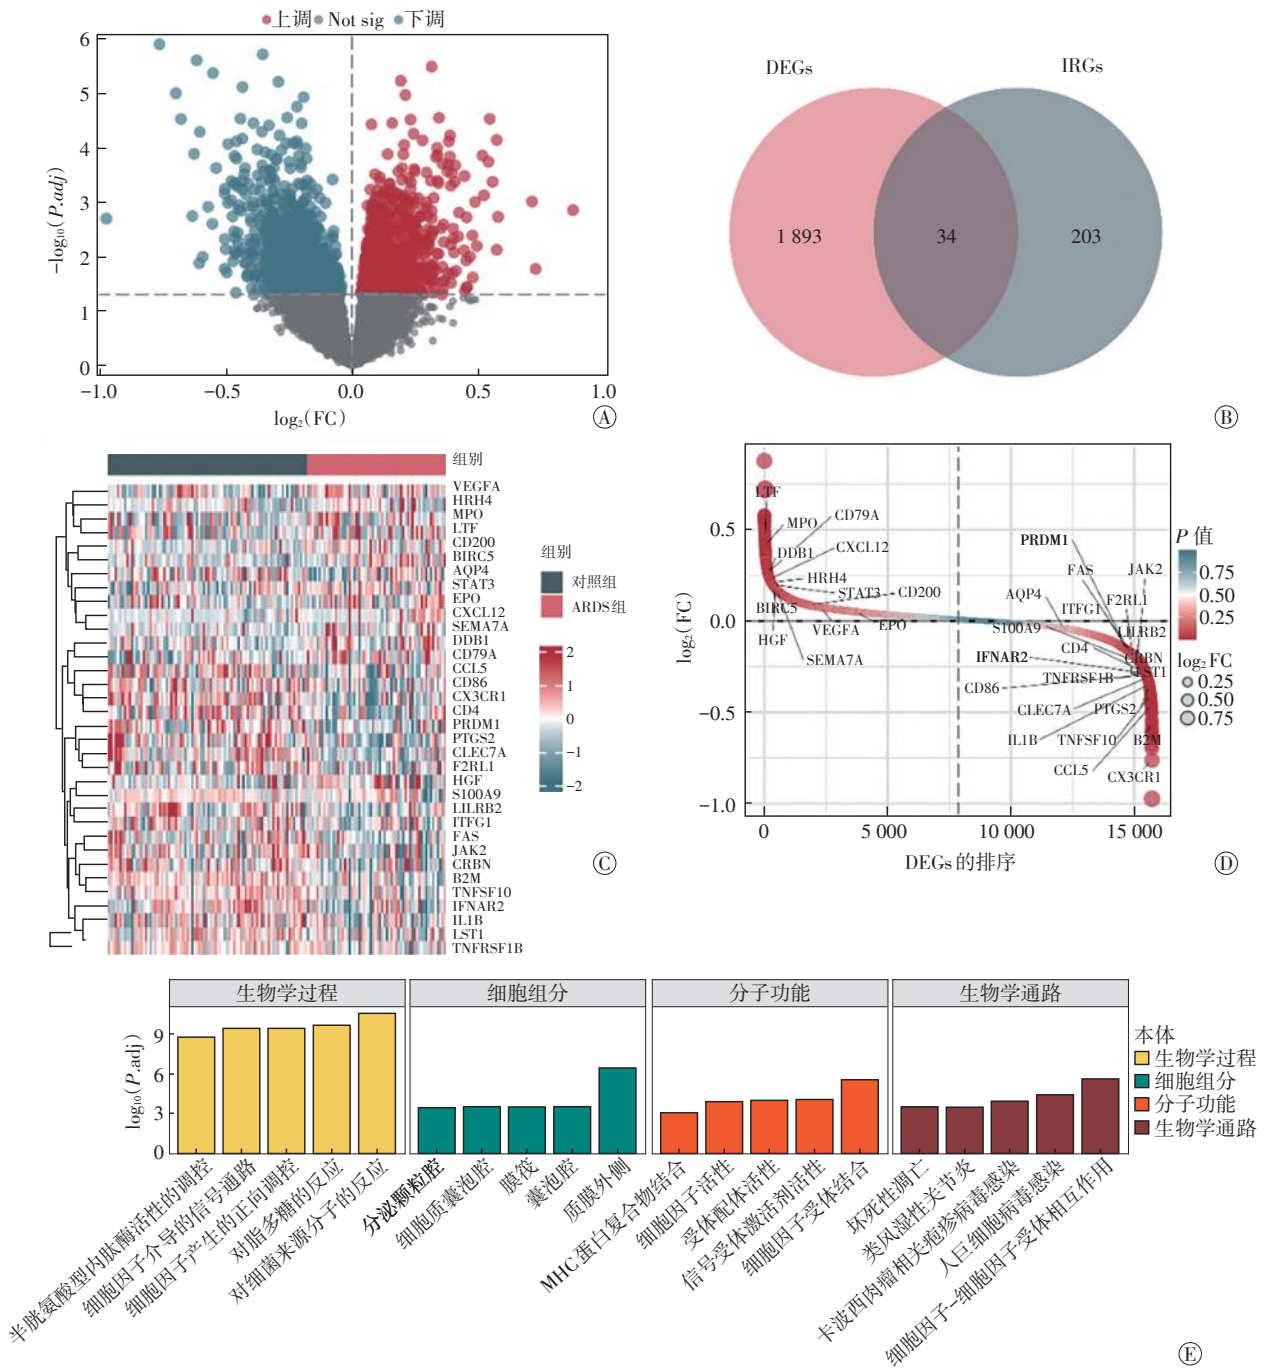 上调 Not sig 下调
6
5
4
3
2
1
0
-log₁₀(P.adj)
-1.0 -0.5 0.0 0.5 1.0
log₂(FC)
Ⓐ
DEGs IRGs
1 893 34 203
Ⓑ
组别
VEGFA
HRH4
MPO
LTF
CD200
BIRC5
AQP4
STAT3
EPO
CXCL12
SEMA7A
DDB1
CD79A
CCL5
CD86
CX3CR1
CD4
PRDM1
PTGS2
CLEC7A
F2RL1
HGF
S100A9
LILRB2
ITFG1
FAS
JAK2
CRBN
B2M
TNFSF10
IFNAR2
IL1B
LST1
TNFRSF1B
组别
对照组
ARDS组
2
1
0
-1
-2
Ⓒ
log₂(FC)
0.5
0.0
-0.5
-1.0
LTF
MPO
CD79A
DDB1
CXCL12
HRH4
STAT3
CD200
BIRC5
HGF
VEGFA
EPO
SEMA7A
PRDM1
FAS
JAK2
AQP4
ITFG1
F2RL1
S100A9
LILRB2
CD4
CRBN
IFNAR2
LST1
TNFRSF1B
CD86
CLEC7A
PTGS2
IL1B
TNFSF10
B2M
CCL5
CX3CR1
0 5 000 10 000 15 000
DEGs的排序
P 值
0.75
0.50
0.25
log₂FC
0.25
0.50
0.75
Ⓓ
生物学过程 细胞组分 分子功能 生物学通路
log₁₀(P.adj)
9
6
3
0
半胱氨酸型内肽酶活性的调控
细胞因子介导的信号通路
细胞因子产生的正向调控
对脂多糖的反应
对细菌来源分子的反应
分泌颗粒腔
细胞质囊泡腔
膜筏
囊泡腔
质膜外侧
MHC蛋白复合物结合
细胞因子活性
受体配体活性
信号受体激活剂活性
细胞因子受体结合
坏死性凋亡
类风湿性关节炎
卡波西肉瘤相关疱疹病毒感染
人巨细胞病毒感染
细胞因子-细胞因子受体相互作用
本体
生物学过程
细胞组分
分子功能
生物学通路
Ⓔ